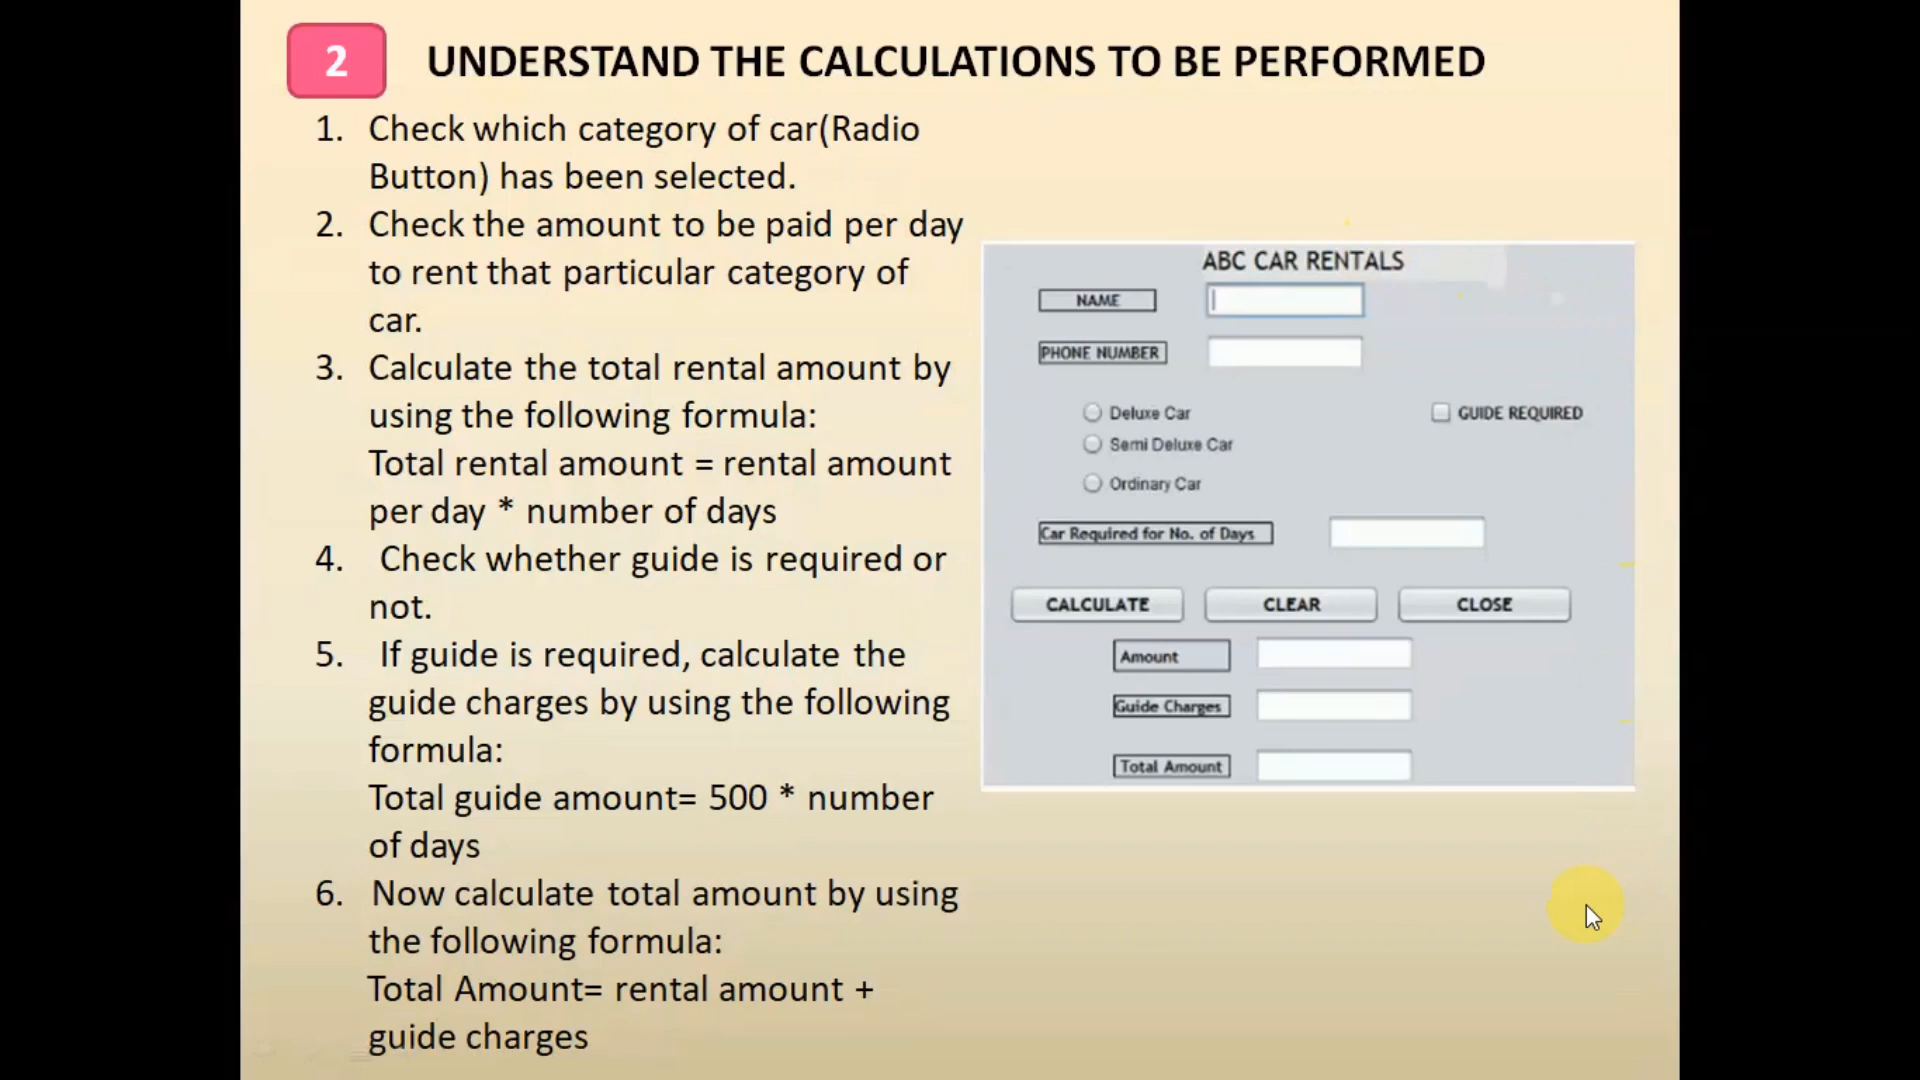 2 UNDERSTAND THE CALCULATIONS TO BE PERFORMED
1. Check which category of car(Radio
Button) has been selected.
2. Check the amount to be paid per day
to rent that particular category of
car.
3. Calculate the total rental amount by
using the following formula:
Total rental amount = rental amount
per day * number of days
4. Check whether guide is required or
not.
5. If guide is required, calculate the
guide charges by using the following
formula:
Total guide amount= 500 * number
of days
6. Now calculate total amount by using
the following formula:
Total Amount= rental amount +
guide charges
ABC CAR RENTALS
NAME
PHONE NUMBER
Deluxe Car GUIDE REQUIRED
Semi Deluxe Car
Ordinary Car
Car Required for No. of Days
CALCULATE CLEAR CLOSE
Amount
Guide Charges
Total Amount